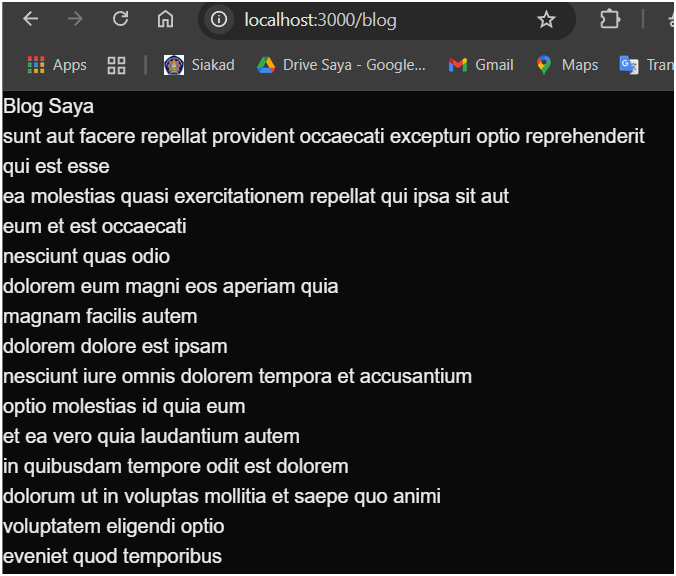 localhost:3000/blog
Apps Siakad Drive Saya - Google... Gmail Maps Tran
Blog Saya
sunt aut facere repellat provident occaecati excepturi optio reprehenderit
qui est esse
ea molestias quasi exercitationem repellat qui ipsa sit aut
eum et est occaecati
nesciunt quas odio
dolorem eum magni eos aperiam quia
magnam facilis autem
dolorem dolore est ipsam
nesciunt iure omnis dolorem tempora et accusantium
optio molestias id quia eum
et ea vero quia laudantium autem
in quibusdam tempore odit est dolorem
dolorum ut in voluptas mollitia et saepe quo animi
voluptatem eligendi optio
eveniet quod temporibus